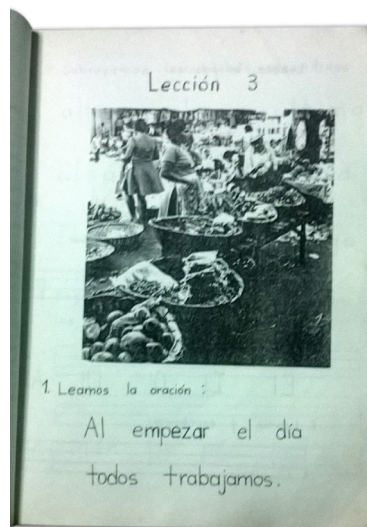 Lección 3
1. Leamos la oración :
Al empezar el día
todos trabajamos.